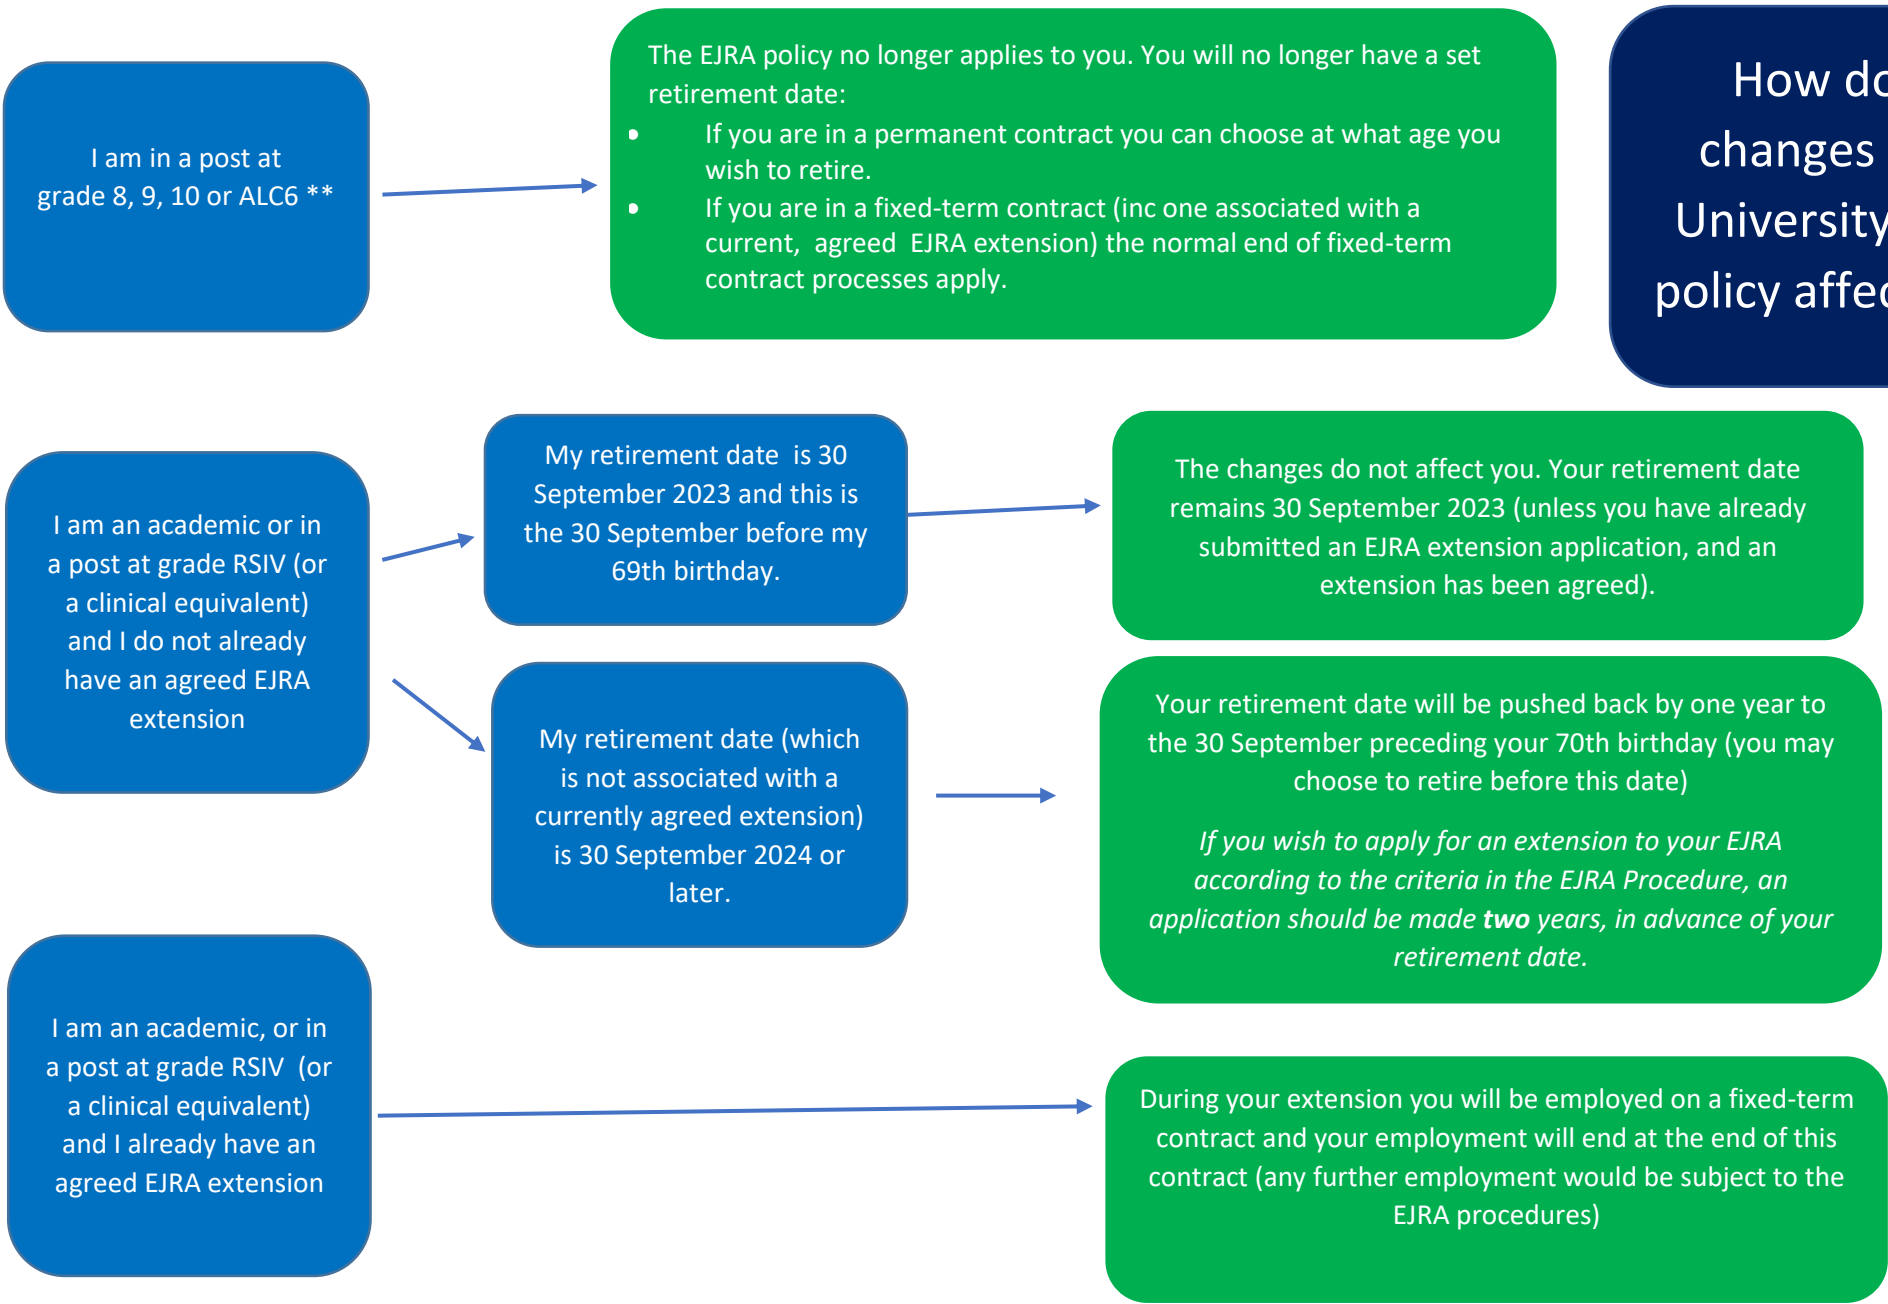 I am in a post at
grade 8, 9, 10 or ALC6 **
The EJRA policy no longer applies to you. You will no longer have a set
retirement date:
• If you are in a permanent contract you can choose at what age you
wish to retire.
• If you are in a fixed-term contract (inc one associated with a
current, agreed EJRA extension) the normal end of fixed-term
contract processes apply.
How do
changes
University
policy affec
I am an academic or in
a post at grade RSIV (or
a clinical equivalent)
and I do not already
have an agreed EJRA
extension
My retirement date is 30
September 2023 and this is
the 30 September before my
69th birthday.
The changes do not affect you. Your retirement date
remains 30 September 2023 (unless you have already
submitted an EJRA extension application, and an
extension has been agreed).
My retirement date (which
is not associated with a
currently agreed extension)
is 30 September 2024 or
later.
Your retirement date will be pushed back by one year to
the 30 September preceding your 70th birthday (you may
choose to retire before this date)
If you wish to apply for an extension to your EJRA
according to the criteria in the EJRA Procedure, an
application should be made two years, in advance of your
retirement date.
I am an academic, or in
a post at grade RSIV (or
a clinical equivalent)
and I already have an
agreed EJRA extension
During your extension you will be employed on a fixed-term
contract and your employment will end at the end of this
contract (any further employment would be subject to the
EJRA procedures)